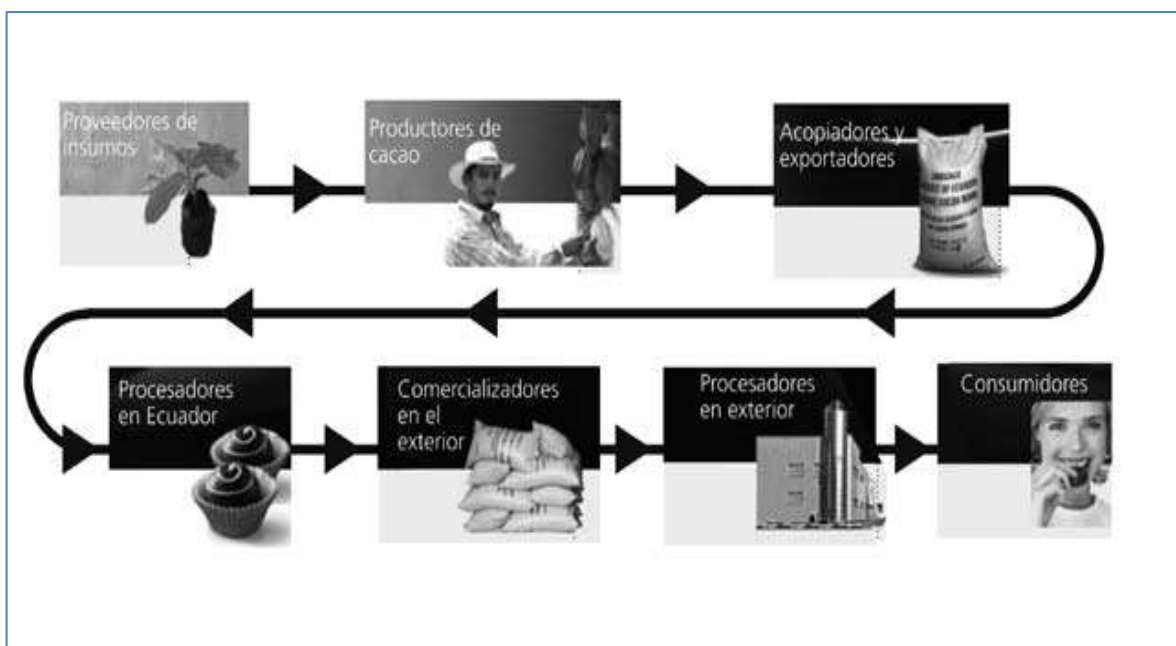 Proveedores de
insumos
Productores de
cacao
Acopiadores y
exportadores
Procesadores
en Ecuador
Comercializadores
en el
exterior
Procesadores
en exterior
Consumidores